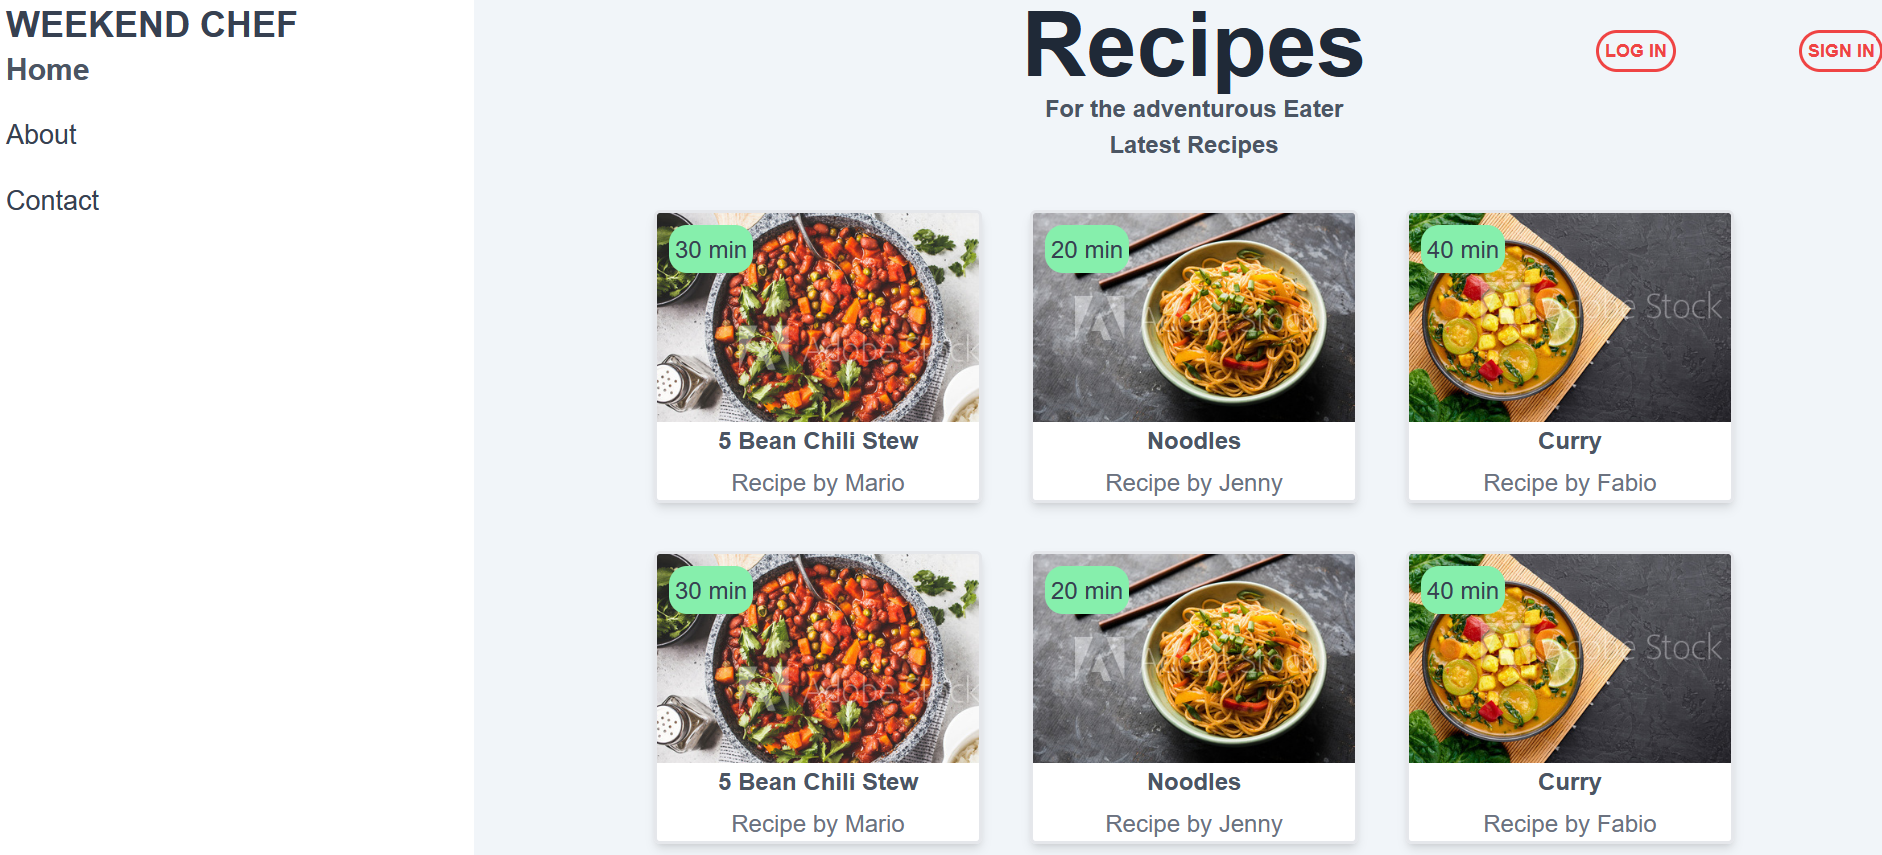 WEEKEND CHEF
Home
About
Contact
Recipes
LOG IN
SIGN IN
For the adventurous Eater
Latest Recipes
30 min
20 min
40 min
Adobe Stock
Adobe Stock
Adobe Stock
5 Bean Chili Stew
Noodles
Curry
Recipe by Mario
Recipe by Jenny
Recipe by Fabio
30 min
20 min
40 min
Adobe Stock
Adobe Stock
Adobe Stock
5 Bean Chili Stew
Noodles
Curry
Recipe by Mario
Recipe by Jenny
Recipe by Fabio